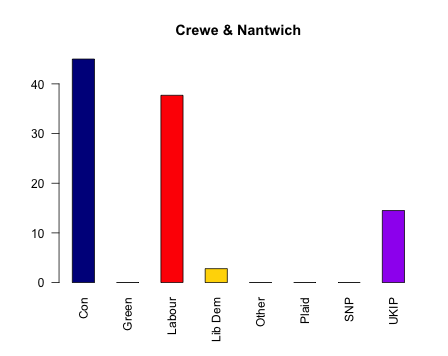 Crewe & Nantwich
40
30
20
10
0
Con
Green
Labour
Lib Dem
Other
Plaid
SNP
UKIP